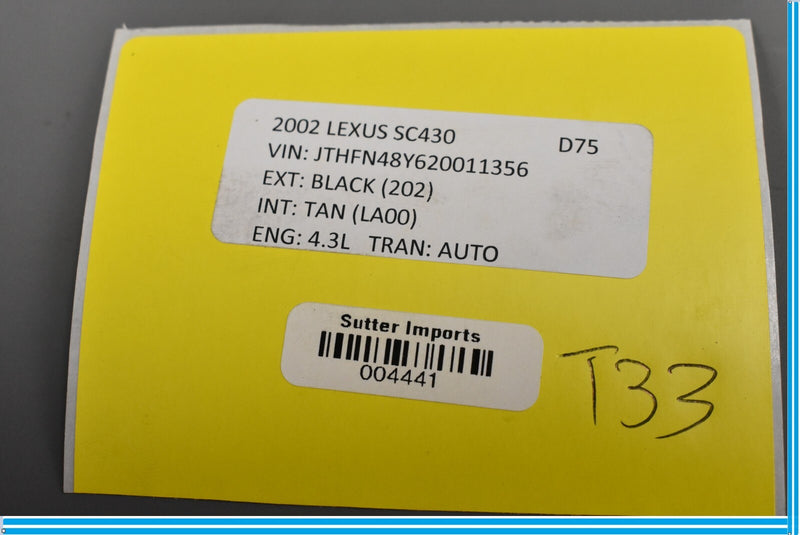 2002 LEXUS SC430 D75
VIN: JTHFN48Y620011356
EXT: BLACK (202)
INT: TAN (LA00)
ENG: 4.3L TRAN: AUTO
Sutter Imports
004441
T33